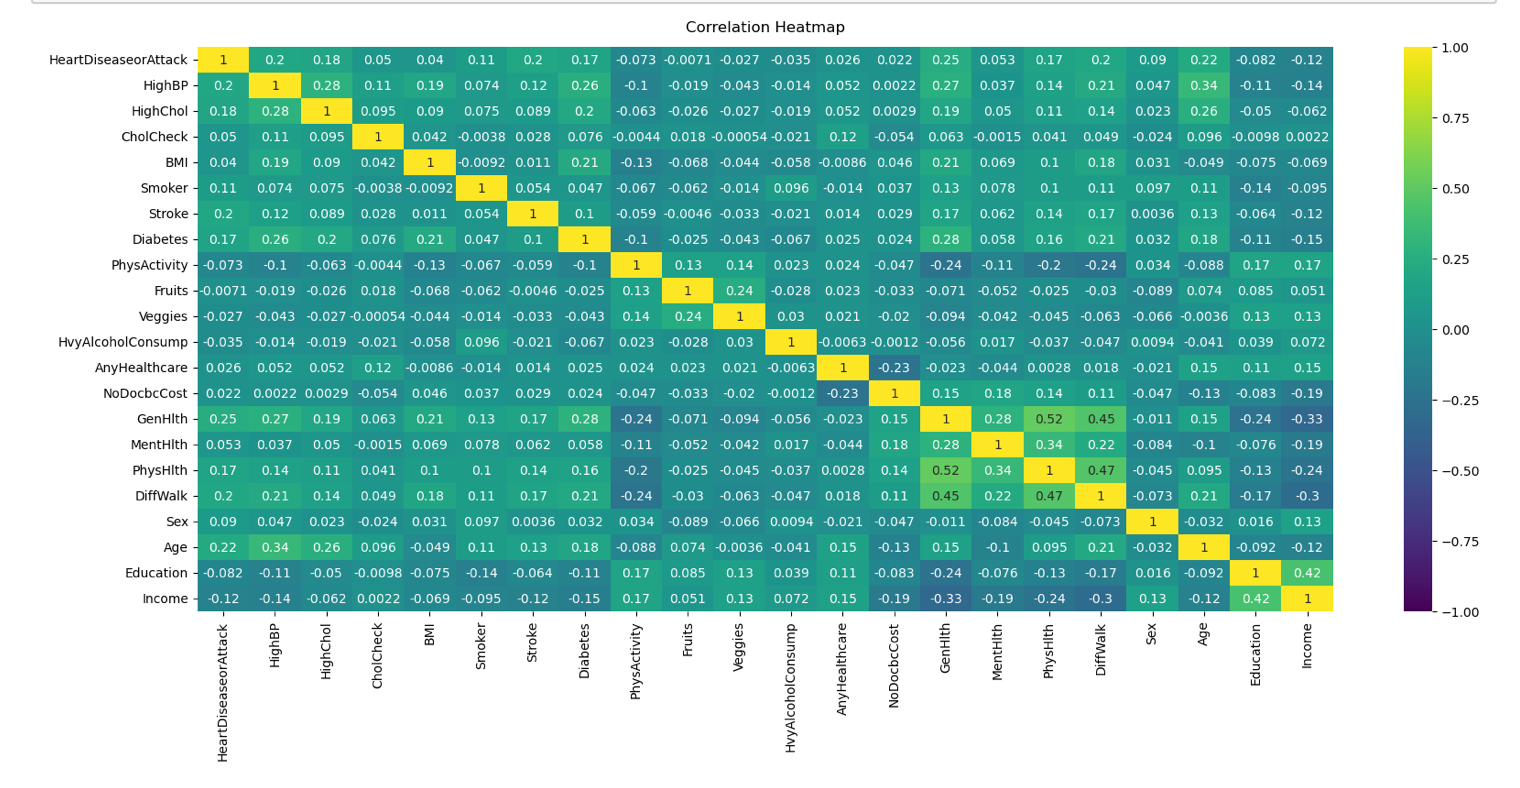 Correlation Heatmap
HeartDiseaseorAttack 1 0.2 0.18 0.05 0.04 0.11 0.2 0.17 -0.073 -0.0071 -0.027 -0.035 0.026 0.022 0.25 0.053 0.17 0.2 0.09 0.22 -0.082 -0.12
HighBP 0.2 1 0.28 0.11 0.19 0.074 0.12 0.26 -0.1 -0.019 -0.043 -0.014 0.052 0.0022 0.27 0.037 0.14 0.21 0.047 0.34 -0.11 -0.14
HighChol 0.18 0.28 1 0.095 0.09 0.075 0.089 0.2 -0.063 -0.026 -0.027 -0.019 0.052 0.0029 0.19 0.05 0.11 0.14 0.023 0.26 -0.05 -0.062
CholCheck 0.05 0.11 0.095 1 0.042 -0.0038 0.028 0.076 -0.0044 0.018 -0.00054 -0.021 0.12 -0.054 0.063 -0.0015 0.041 0.049 -0.024 0.096 -0.0098 0.0022
BMI 0.04 0.19 0.09 0.042 1 -0.0092 0.011 0.21 -0.13 -0.068 -0.044 -0.058 -0.0086 0.046 0.21 0.069 0.1 0.18 0.031 -0.049 -0.075 -0.069
Smoker 0.11 0.074 0.075 -0.0038 -0.0092 1 0.054 0.047 -0.067 -0.062 -0.014 0.096 -0.014 0.037 0.13 0.078 0.1 0.11 0.097 0.11 -0.14 -0.095
Stroke 0.2 0.12 0.089 0.028 0.011 0.054 1 0.1 -0.059 -0.0046 -0.033 -0.021 0.014 0.029 0.17 0.062 0.14 0.17 0.0036 0.13 -0.064 -0.12
Diabetes 0.17 0.26 0.2 0.076 0.21 0.047 0.1 1 -0.1 -0.025 -0.043 -0.067 0.025 0.024 0.28 0.058 0.16 0.21 0.032 0.18 -0.11 -0.15
PhysActivity -0.073 -0.1 -0.063 -0.0044 -0.13 -0.067 -0.059 -0.1 1 0.13 0.14 0.023 0.024 -0.047 -0.24 -0.11 -0.2 -0.24 0.034 -0.088 0.17 0.17
Fruits -0.0071 -0.019 -0.026 0.018 -0.068 -0.062 -0.0046 -0.025 0.13 1 0.24 -0.028 0.023 -0.033 -0.071 -0.052 -0.025 -0.03 -0.089 0.074 0.085 0.051
Veggies -0.027 -0.043 -0.027 -0.00054 -0.044 -0.014 -0.033 -0.043 0.14 0.24 1 0.03 0.021 -0.02 -0.094 -0.042 -0.045 -0.063 -0.066 -0.0036 0.13 0.13
HvyAlcoholConsump -0.035 -0.014 -0.019 -0.021 -0.058 0.096 -0.021 -0.067 0.023 -0.028 0.03 1 -0.0063 -0.0012 -0.056 0.017 -0.037 -0.047 0.0094 -0.041 0.039 0.072
AnyHealthcare 0.026 0.052 0.052 0.12 -0.0086 -0.014 0.014 0.025 0.024 0.023 0.021 -0.0063 1 -0.23 -0.023 -0.044 0.0028 0.018 -0.021 0.15 0.11 0.15
NoDocbcCost 0.022 0.0022 0.0029 -0.054 0.046 0.037 0.029 0.024 -0.047 -0.033 -0.02 -0.0012 -0.23 1 0.15 0.18 0.14 0.11 -0.047 -0.13 -0.083 -0.19
GenHlth 0.25 0.27 0.19 0.063 0.21 0.13 0.17 0.28 -0.24 -0.071 -0.094 -0.056 -0.023 0.15 1 0.28 0.52 0.45 -0.011 0.15 -0.24 -0.33
MentHlth 0.053 0.037 0.05 -0.0015 0.069 0.078 0.062 0.058 -0.11 -0.052 -0.042 0.017 -0.044 0.18 0.28 1 0.34 0.22 -0.084 -0.1 -0.076 -0.19
PhysHlth 0.17 0.14 0.11 0.041 0.1 0.1 0.14 0.16 -0.2 -0.025 -0.045 -0.037 0.0028 0.14 0.52 0.34 1 0.47 -0.045 0.095 -0.13 -0.24
DiffWalk 0.2 0.21 0.14 0.049 0.18 0.11 0.17 0.21 -0.24 -0.03 -0.063 -0.047 0.018 0.11 0.45 0.22 0.47 1 -0.073 0.21 -0.17 -0.3
Sex 0.09 0.047 0.023 -0.024 0.031 0.097 0.0036 0.032 0.034 -0.089 -0.066 0.0094 -0.021 -0.047 -0.011 -0.084 -0.045 -0.073 1 -0.032 0.016 0.13
Age 0.22 0.34 0.26 0.096 -0.049 0.11 0.13 0.18 -0.088 0.074 -0.0036 -0.041 0.15 -0.13 0.15 -0.1 0.095 0.21 -0.032 1 -0.092 -0.12
Education -0.082 -0.11 -0.05 -0.0098 -0.075 -0.14 -0.064 -0.11 0.17 0.085 0.13 0.039 0.11 -0.083 -0.24 -0.076 -0.13 -0.17 0.016 -0.092 1 0.42
Income -0.12 -0.14 -0.062 0.0022 -0.069 -0.095 -0.12 -0.15 0.17 0.051 0.13 0.072 0.15 -0.19 -0.33 -0.19 -0.24 -0.3 0.13 -0.12 0.42 1
HeartDiseaseorAttack
HighBP
HighChol
CholCheck
BMI
Smoker
Stroke
Diabetes
PhysActivity
Fruits
Veggies
HvyAlcoholConsump
AnyHealthcare
NoDocbcCost
GenHlth
MentHlth
PhysHlth
DiffWalk
Sex
Age
Education
Income
1.00
0.75
0.50
0.25
0.00
−0.25
−0.50
−0.75
−1.00